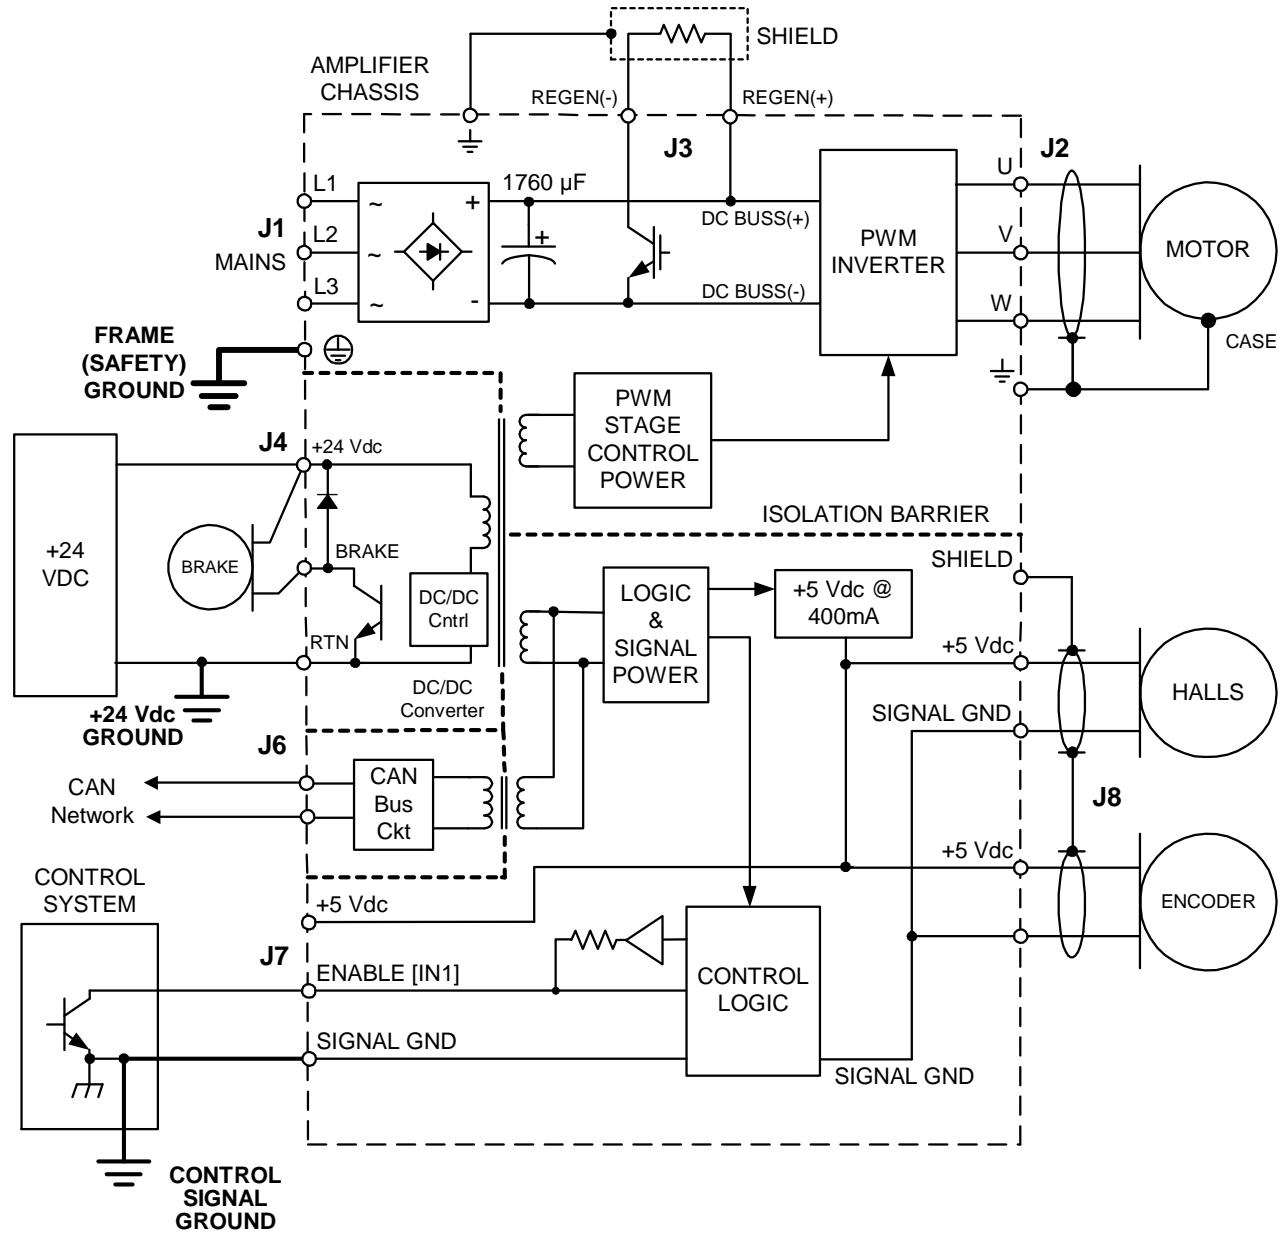 SHIELD
AMPLIFIER
CHASSIS
REGEN(-)
REGEN(+)
J3
J2
U
V
W
L1
L2
L3
J1
MAINS
~
~
~
+
-
1760 µF
+
DC BUSS(+)
DC BUSS(-)
PWM
INVERTER
MOTOR
CASE
FRAME
(SAFETY)
GROUND
PWM
STAGE
CONTROL
POWER
J4
+24 Vdc
+24
VDC
BRAKE
BRAKE
RTN
DC/DC
Cntrl
DC/DC
Converter
+24 Vdc
GROUND
ISOLATION BARRIER
SHIELD
LOGIC
&
SIGNAL
POWER
+5 Vdc @
400mA
+5 Vdc
SIGNAL GND
HALLS
J6
CAN
Network
CAN
Bus
Ckt
J8
+5 Vdc
ENCODER
CONTROL
SYSTEM
+5 Vdc
J7
ENABLE [IN1]
SIGNAL GND
CONTROL
LOGIC
SIGNAL GND
CONTROL
SIGNAL
GROUND